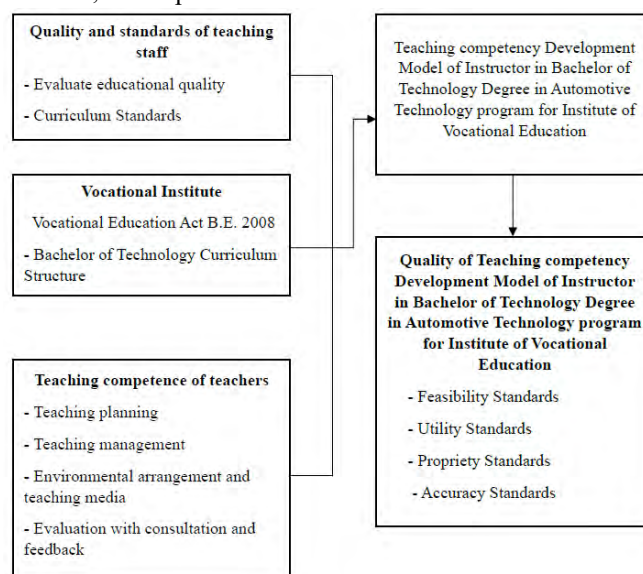 Quality and standards of teaching
staff
- Evaluate educational quality
- Curriculum Standards
Vocational Institute
Vocational Education Act B.E. 2008
- Bachelor of Technology Curriculum
Structure
Teaching competence of teachers
- Teaching planning
- Teaching management
- Environmental arrangement and
teaching media
- Evaluation with consultation and
feedback
Teaching competency Development
Model of Instructor in Bachelor of
Technology Degree in Automotive
Technology program for Institute of
Vocational Education
Quality of Teaching competency
Development Model of Instructor
in Bachelor of Technology Degree
in Automotive Technology program
for Institute of Vocational
Education
- Feasibility Standards
- Utility Standards
- Propriety Standards
- Accuracy Standards